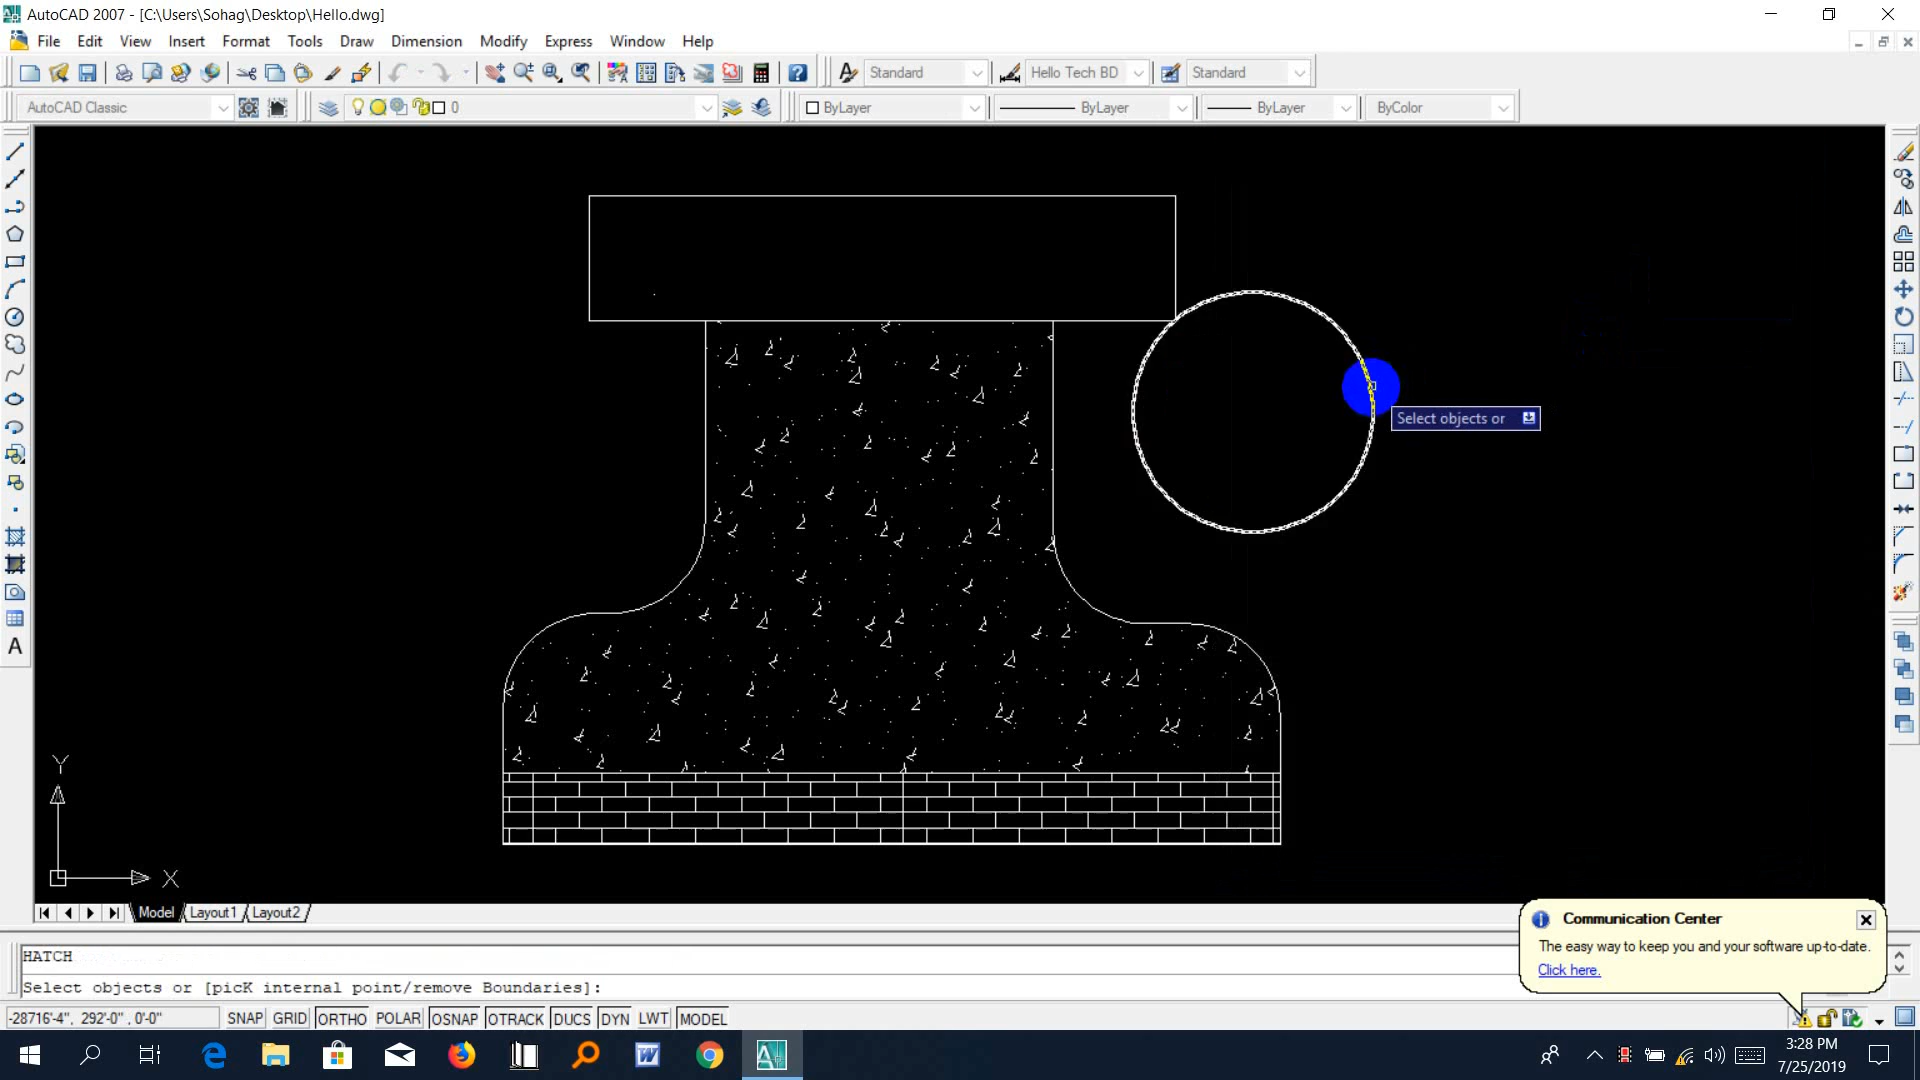 AutoCAD 2007 - [C:\Users\Sohag\Desktop\Hello.dwg]
File Edit View Insert Format Tools Draw Dimension Modify Express Window Help
Standard Hello Tech BD Standard
AutoCAD Classic 0 ByLayer ByLayer ByLayer ByColor
Select objects or
Y
X
A
Model Layout1 Layout2
Communication Center
The easy way to keep you and your software up-to-date.
Click here.
HATCH
Select objects or [picK internal point/remove Boundaries]:
-28716'-4", 292'-0" , 0'-0" SNAP GRID ORTHO POLAR OSNAP OTRACK DUCS DYN LWT MODEL
3:28 PM
7/25/2019